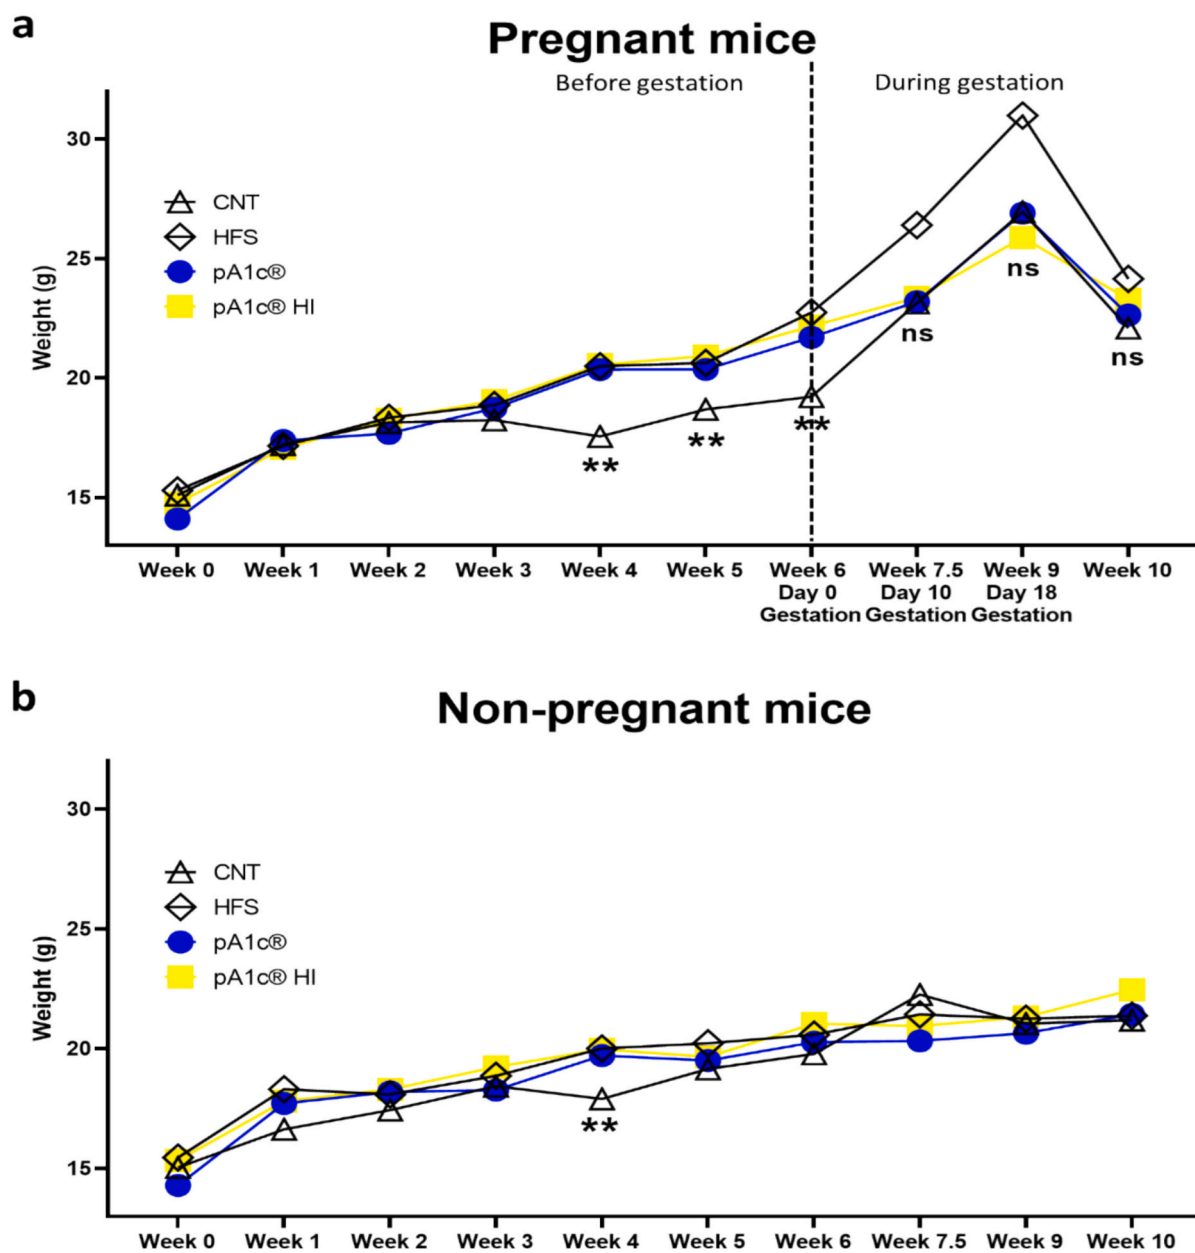 a
Pregnant mice
Before gestation
During gestation
30
25
20
15
Weight (g)
CNT
HFS
pA1c®
pA1c® HI
**
**
**
ns
ns
ns
Week 0 Week 1 Week 2 Week 3 Week 4 Week 5 Week 6 Week 7.5 Week 9 Week 10
Day 0 Day 10 Day 18
Gestation Gestation Gestation
b
Non-pregnant mice
30
25
20
15
Weight (g)
CNT
HFS
pA1c®
pA1c® HI
**
Week 0 Week 1 Week 2 Week 3 Week 4 Week 5 Week 6 Week 7.5 Week 9 Week 10